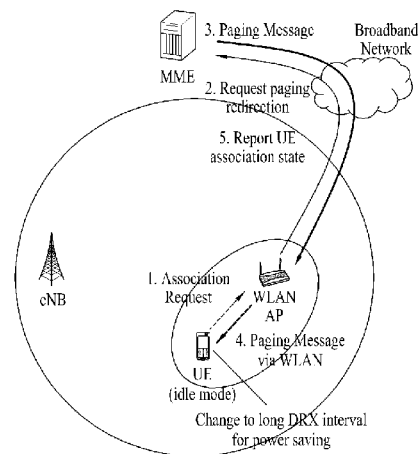 3. Paging Message
Broadband
Network
MME
2. Request paging
redirection
5. Report UE
association state
1. Association
Request
eNB
WLAN
AP
4. Paging Message
via WLAN
UE
(idle mode)
Change to long DRX interval
for power saving